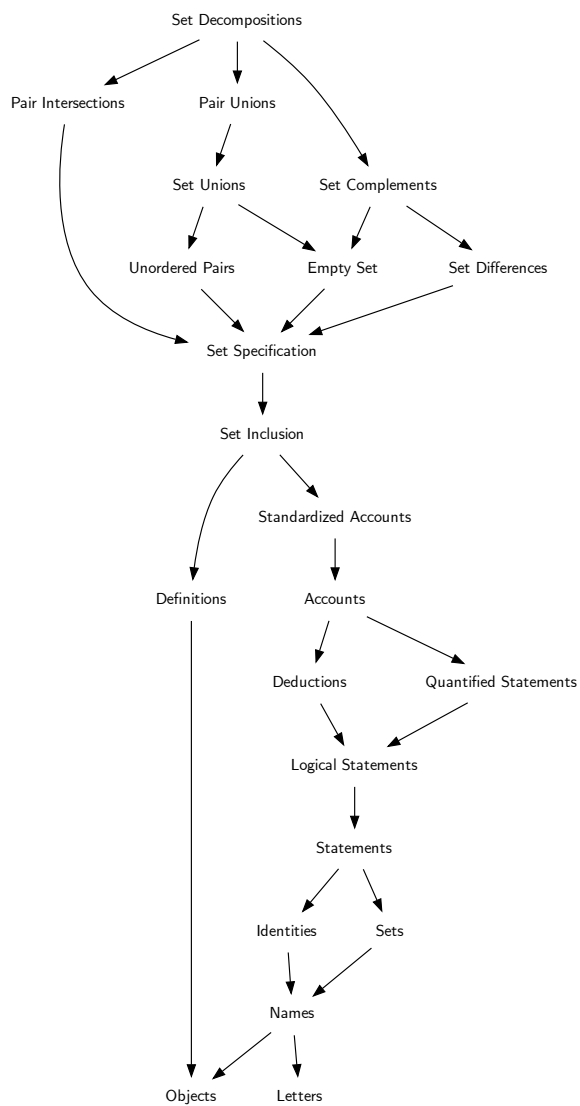 Set Decompositions
Pair Intersections
Pair Unions
Set Unions
Set Complements
Unordered Pairs
Empty Set
Set Differences
Set Specification
Set Inclusion
Standardized Accounts
Definitions
Accounts
Deductions
Quantified Statements
Logical Statements
Statements
Identities
Sets
Names
Objects
Letters